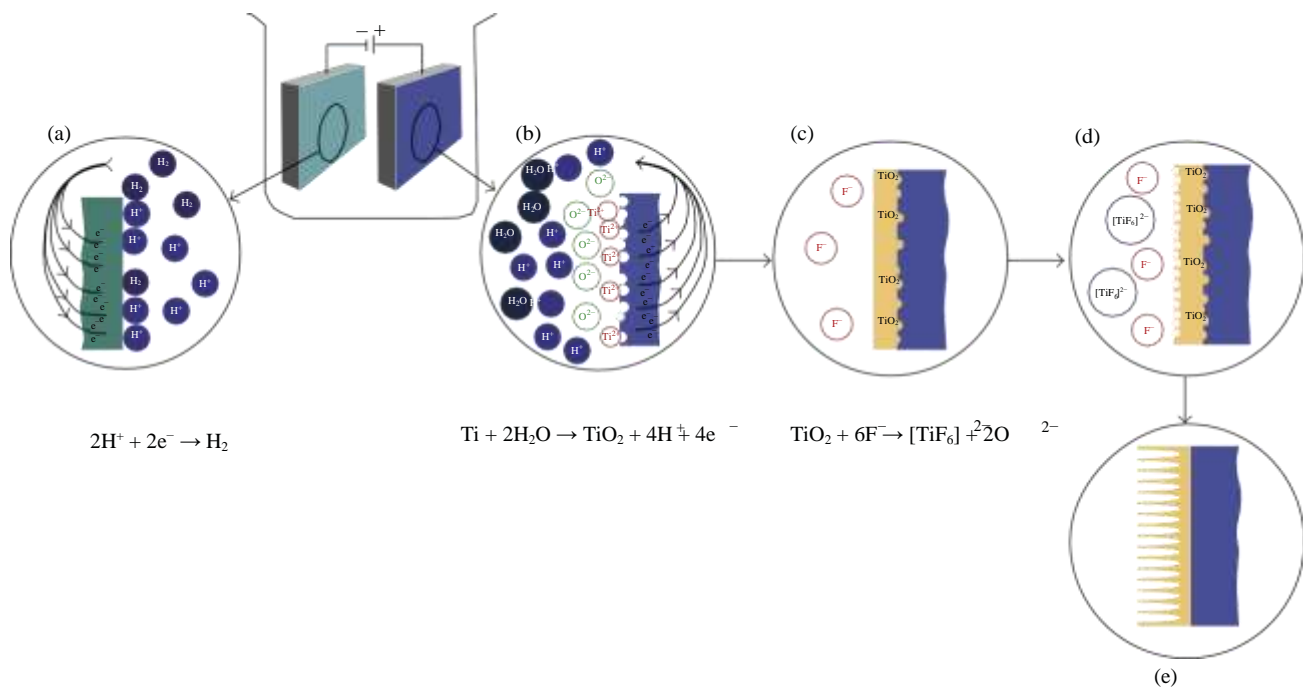 − +
(a)
(b)
(c)
(d)
H₂
H₂
H₂
H⁺
H⁺
H⁺
H₂
H⁺
H⁺
H⁺
H⁺
e⁻
e⁻
e⁻
e⁻
e⁻
e⁻
e⁻
H⁺
H₂O
H⁺
O²⁻
H₂O
O²⁻
Ti²⁻
H₂O
H⁺
O²⁻
Ti²⁻
H⁺
H⁺
O²⁻
Ti²⁻
O²⁻
Ti²⁻
H₂O
O²⁻
H⁺
H⁺
Ti²⁻
e⁻
e⁻
e⁻
e⁻
e⁻
e⁻
F⁻
F⁻
F⁻
TiO₂
TiO₂
TiO₂
TiO₂
F⁻
[TiF₆]²⁻
F⁻
[TiF₆]²⁻
F⁻
TiO₂
TiO₂
TiO₂
TiO₂
2H⁺ + 2e⁻ → H₂
Ti + 2H₂O → TiO₂ + 4H⁺ + 4e⁻
TiO₂ + 6F⁻ → [TiF₆]²⁻ + 2O²⁻
(e)